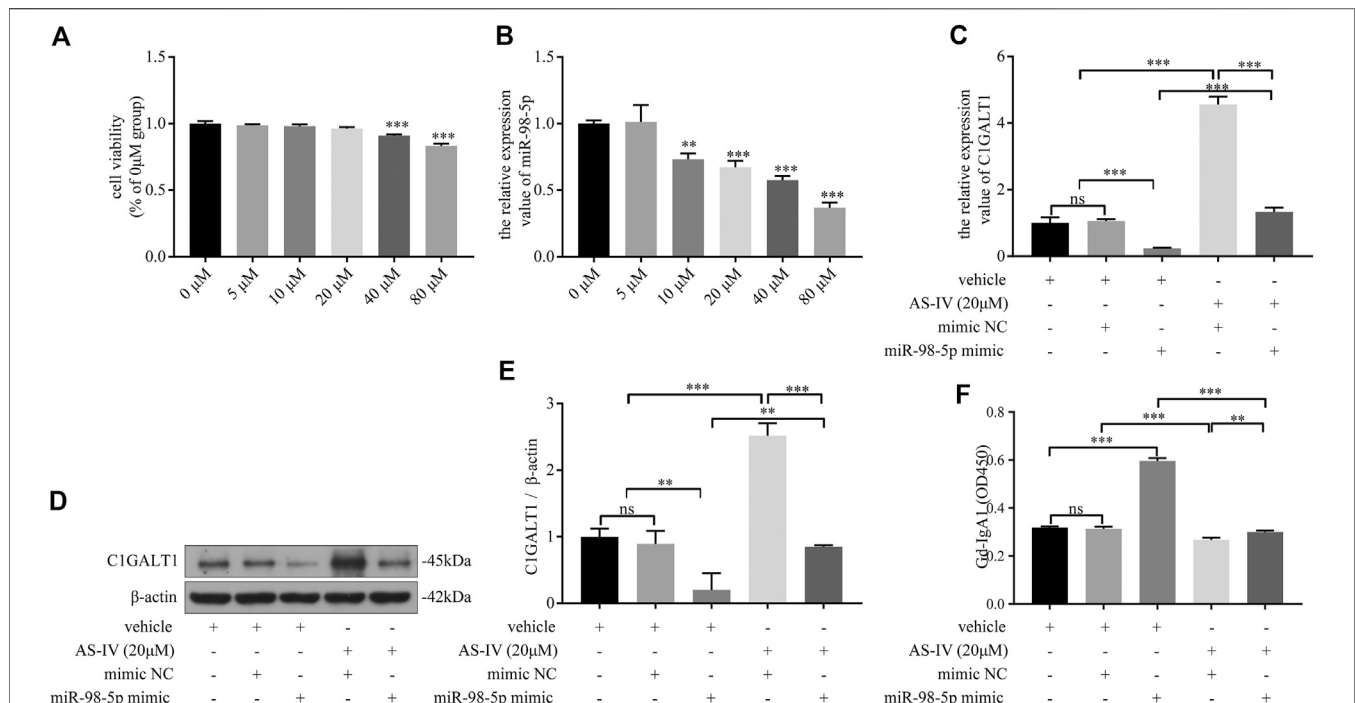 A
cell viability
(% of 0μM group)
1.5
1.0
0.5
0.0
***
***
0 μM
5 μM
10 μM
20 μM
40 μM
80 μM
B
the relative expression
value of miR-98-5p
1.5
1.0
0.5
0.0
**
***
***
***
0 μM
5 μM
10 μM
20 μM
40 μM
80 μM
C
the relative expression
value of C1GALT1
6
4
2
0
*** ***
***
***
ns
vehicle + + + - -
AS-IV (20μM) - - - + +
mimic NC - + - + -
miR-98-5p mimic - - + - +
D
C1GALT1 -45kDa
β-actin -42kDa
vehicle + + + - -
AS-IV (20μM) - - - + +
mimic NC - + - + -
miR-98-5p mimic - - + - +
E
C1GALT1 / β-actin
3
2
1
0
*** ***
**
**
ns
vehicle + + + - -
AS-IV (20μM) - - - + +
mimic NC - + - + -
miR-98-5p mimic - - + - +
F
Gd-IgA1 (OD450)
0.8
0.6
0.4
0.2
0.0
***
*** **
***
ns
vehicle + + + - -
AS-IV (20μM) - - - + +
mimic NC - + - + -
miR-98-5p mimic - - + - +